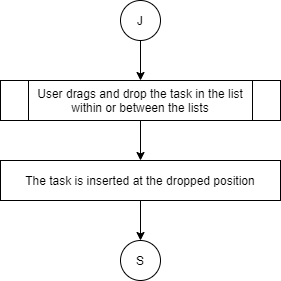 J
User drags and drop the task in the list
within or between the lists
The task is inserted at the dropped position
S